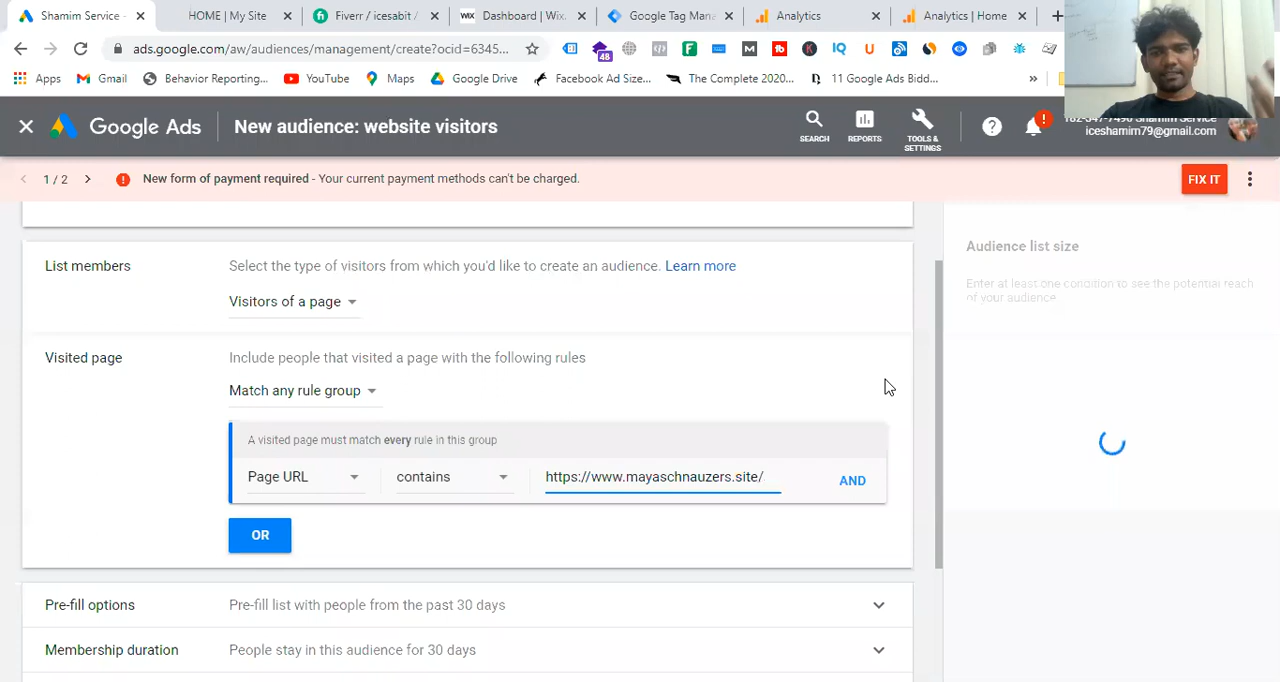 Shamim Service - HOME | My Site Fiverr / icesabit / Dashboard | Wix. Google Tag Mana Analytics Analytics | Home
ads.google.com/aw/audiences/management/create?ocid=6345... 48
Apps Gmail Behavior Reporting... YouTube Maps Google Drive Facebook Ad Size... The Complete 2020... 11 Google Ads Bidd... »
Google Ads New audience: website visitors SEARCH REPORTS TOOLS & SETTINGS
Shamim Service
iceshamim79@gmail.com
1 / 2 New form of payment required - Your current payment methods can't be charged. FIX IT
List members Select the type of visitors from which you'd like to create an audience. Learn more
Visitors of a page
Visited page Include people that visited a page with the following rules
Match any rule group
A visited page must match every rule in this group
Page URL contains https://www.mayaschnauzers.site/ AND
OR
Pre-fill options Pre-fill list with people from the past 30 days
Membership duration People stay in this audience for 30 days
Audience list size
Enter at least one condition to see the potential reach
of your audience.